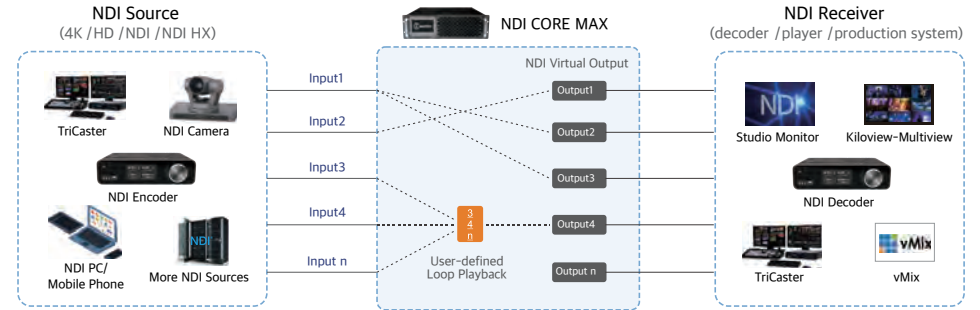 NDI Source
(4K /HD /NDI /NDI HX)
TriCaster
NDI Camera
NDI Encoder
NDI
NDI PC/
Mobile Phone
More NDI Sources
Input1
Input2
Input3
Input4
Input n
NDI CORE MAX
NDI Virtual Output
Output1
Output2
Output3
Output4
Output n
3
4
n
User-defined
Loop Playback
NDI Receiver
(decoder /player /production system)
NDI
Studio Monitor
Kiloview-Multiview
NDI Decoder
TriCaster
vMix
vMix